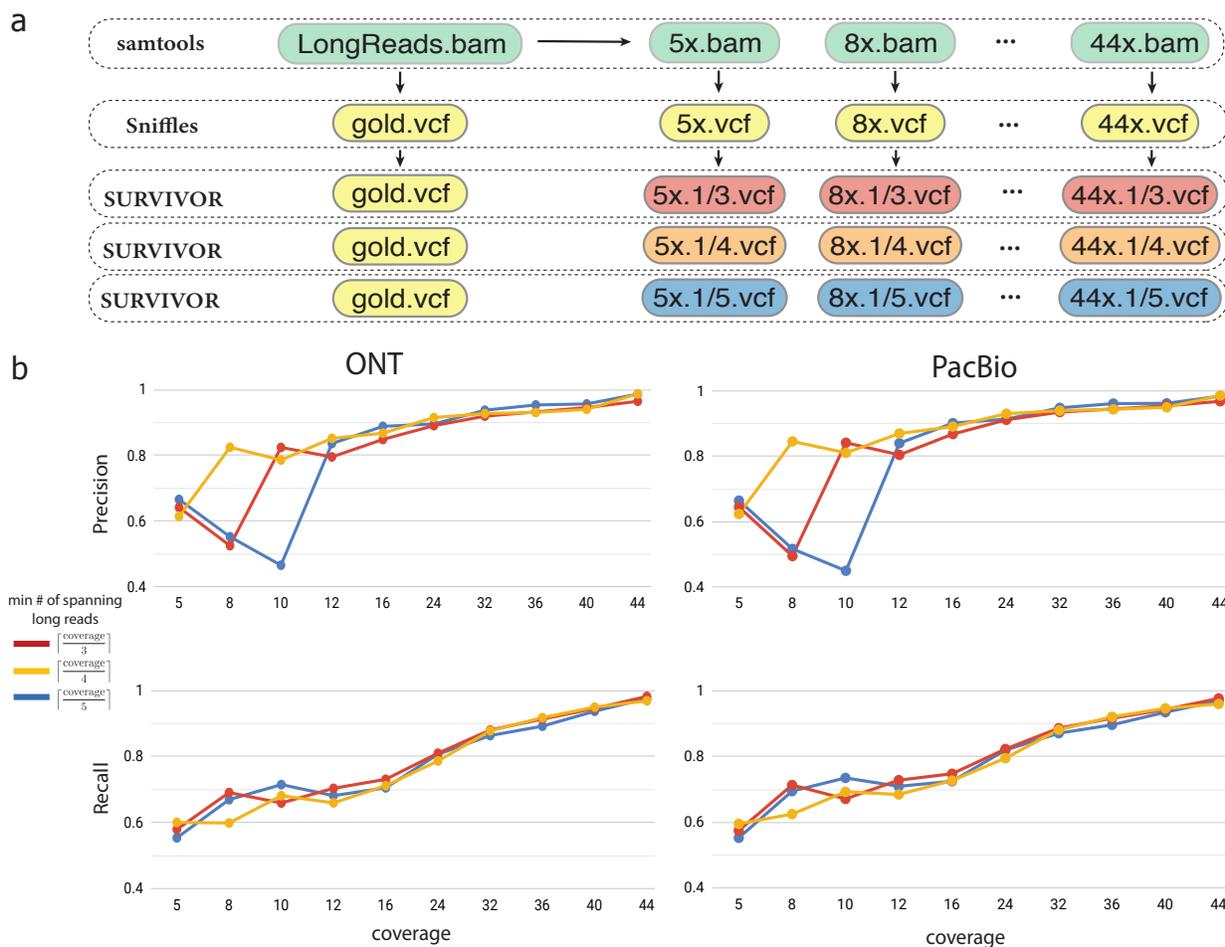 a
samtools LongReads.bam 5x.bam 8x.bam ... 44x.bam
Sniffles gold.vcf 5x.vcf 8x.vcf ... 44x.vcf
SURVIVOR gold.vcf 5x.1/3.vcf 8x.1/3.vcf ... 44x.1/3.vcf
SURVIVOR gold.vcf 5x.1/4.vcf 8x.1/4.vcf ... 44x.1/4.vcf
SURVIVOR gold.vcf 5x.1/5.vcf 8x.1/5.vcf ... 44x.1/5.vcf
b
ONT
Precision
1
0.8
0.6
0.4
5 8 10 12 16 24 32 36 40 44
PacBio
1
0.8
0.6
0.4
5 8 10 12 16 24 32 36 40 44
min # of spanning
long reads
⌈coverage/3⌉
⌈coverage/4⌉
⌈coverage/5⌉
Recall
1
0.8
0.6
0.4
5 8 10 12 16 24 32 36 40 44
coverage
1
0.8
0.6
0.4
5 8 10 12 16 24 32 36 40 44
coverage